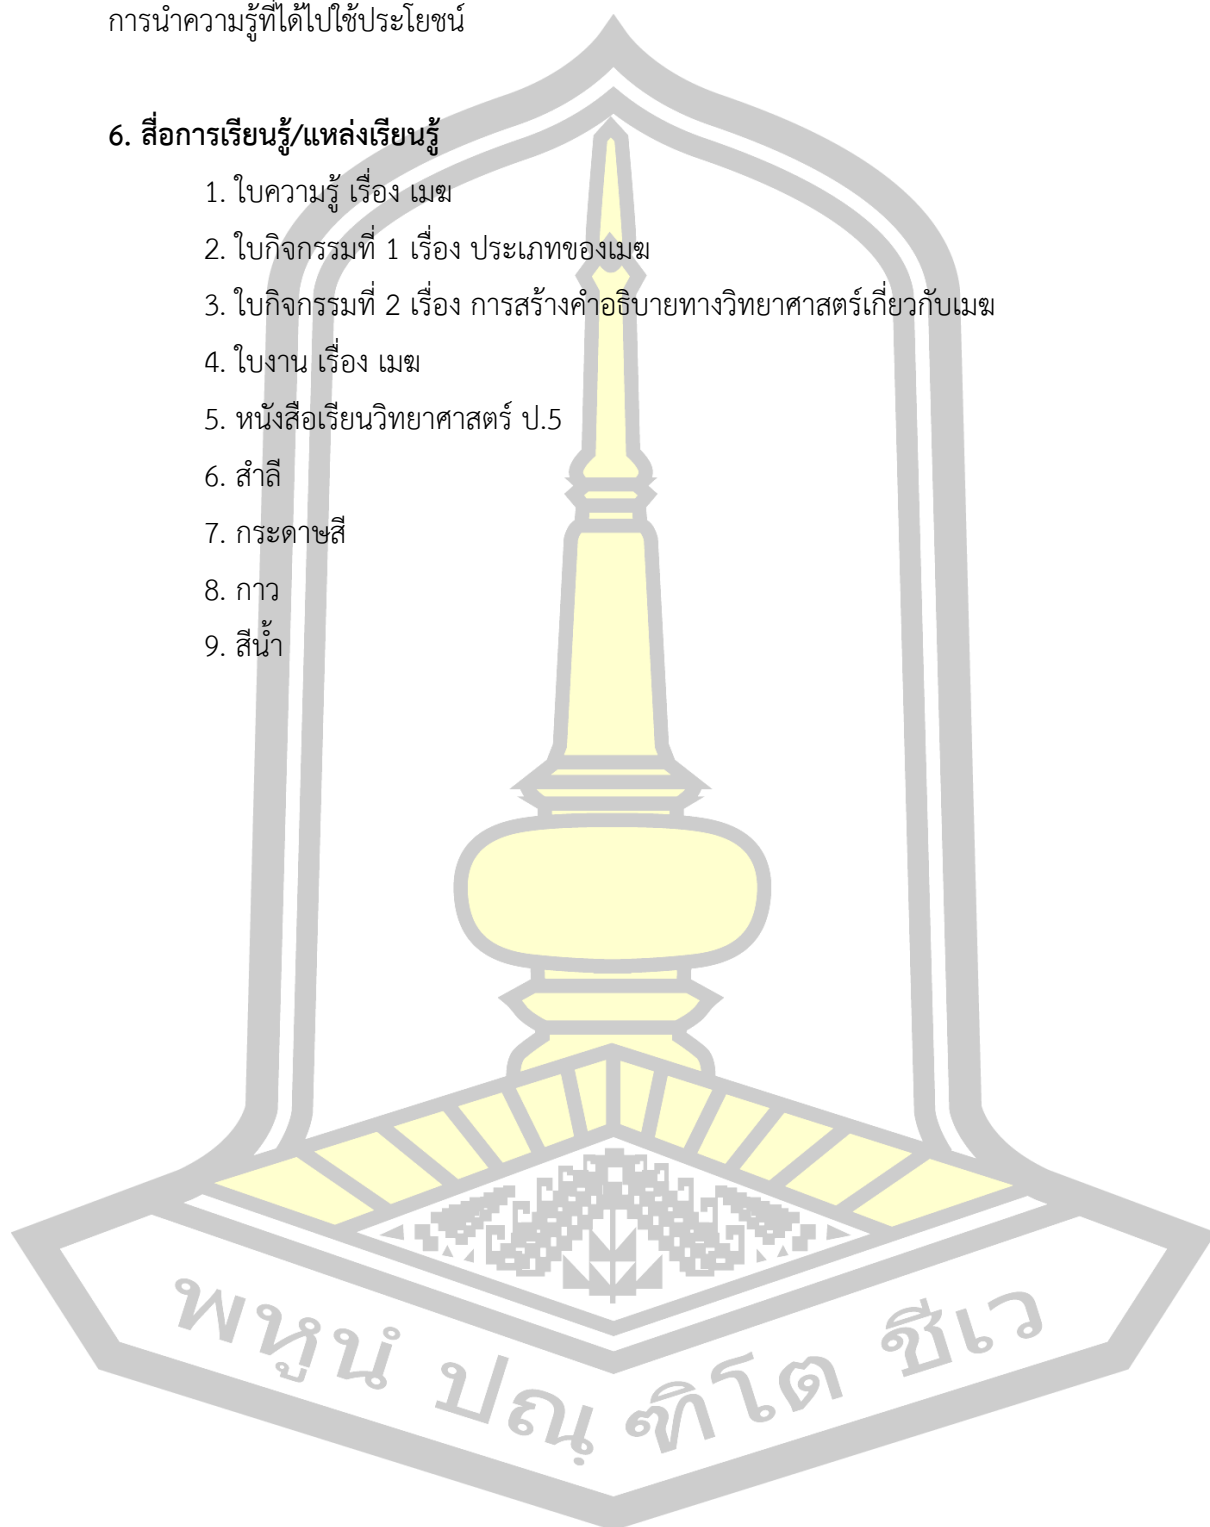 การนำความรู้ที่ได้ไปใช้ประโยชน์
6. สื่อการเรียนรู้/แหล่งเรียนรู้
1. ใบความรู้ เรื่อง เมฆ
2. ใบกิจกรรมที่ 1 เรื่อง ประเภทของเมฆ
3. ใบกิจกรรมที่ 2 เรื่อง การสร้างคำอธิบายทางวิทยาศาสตร์เกี่ยวกับเมฆ
4. ใบงาน เรื่อง เมฆ
5. หนังสือเรียนวิทยาศาสตร์ ป.5
6. สำลี
7. กระดาษสี
8. กาว
9. สีน้ำ
พหูนํ ปณฺ ฑิโต ชีเว